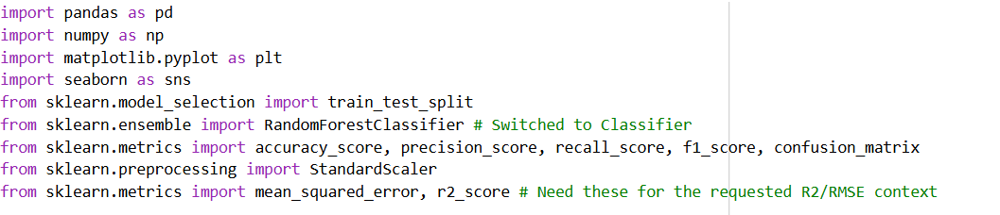 import pandas as pd
import numpy as np
import matplotlib.pyplot as plt
import seaborn as sns
from sklearn.model_selection import train_test_split
from sklearn.ensemble import RandomForestClassifier # Switched to Classifier
from sklearn.metrics import accuracy_score, precision_score, recall_score, f1_score, confusion_matrix
from sklearn.preprocessing import StandardScaler
from sklearn.metrics import mean_squared_error, r2_score # Need these for the requested R2/RMSE context